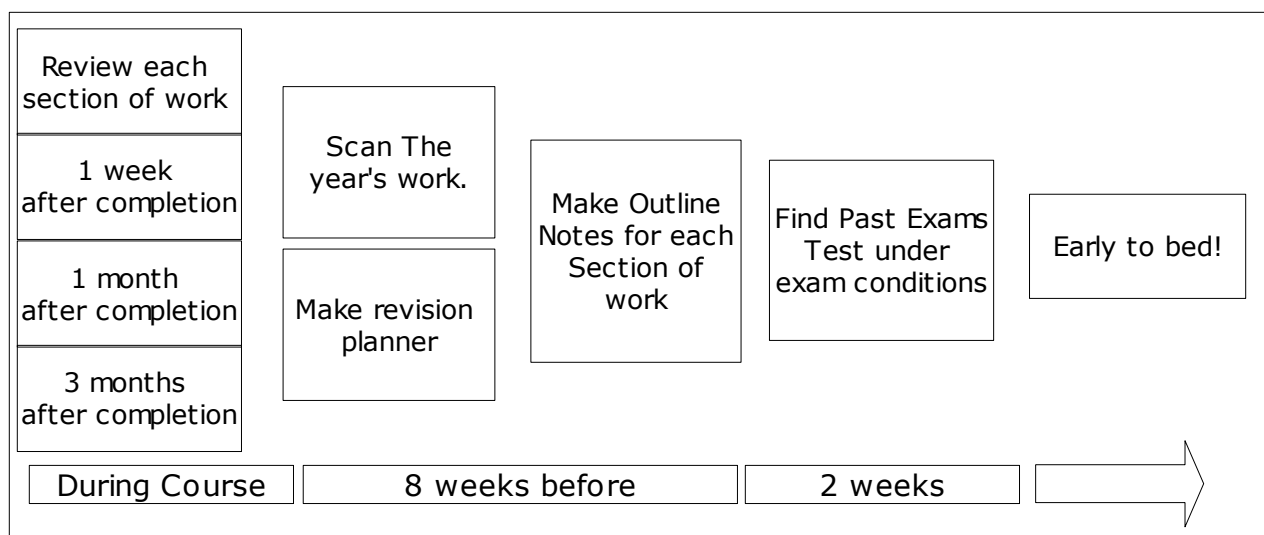 Review each
section of work
1 week
after completion
1 month
after completion
3 months
after completion
Scan The
year's work.
Make revision
planner
Make Outline
Notes for each
Section of
work
Find Past Exams
Test under
exam conditions
Early to bed!
During Course
8 weeks before
2 weeks